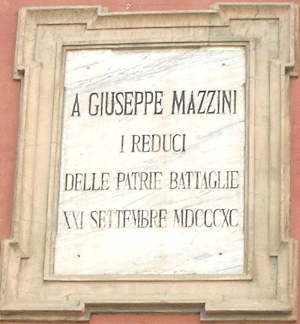 A GIUSEPPE MAZZINI
I REDUCI
DELLE PATRIE BATTAGLIE
XXI SETTEMBRE MDCCCXC